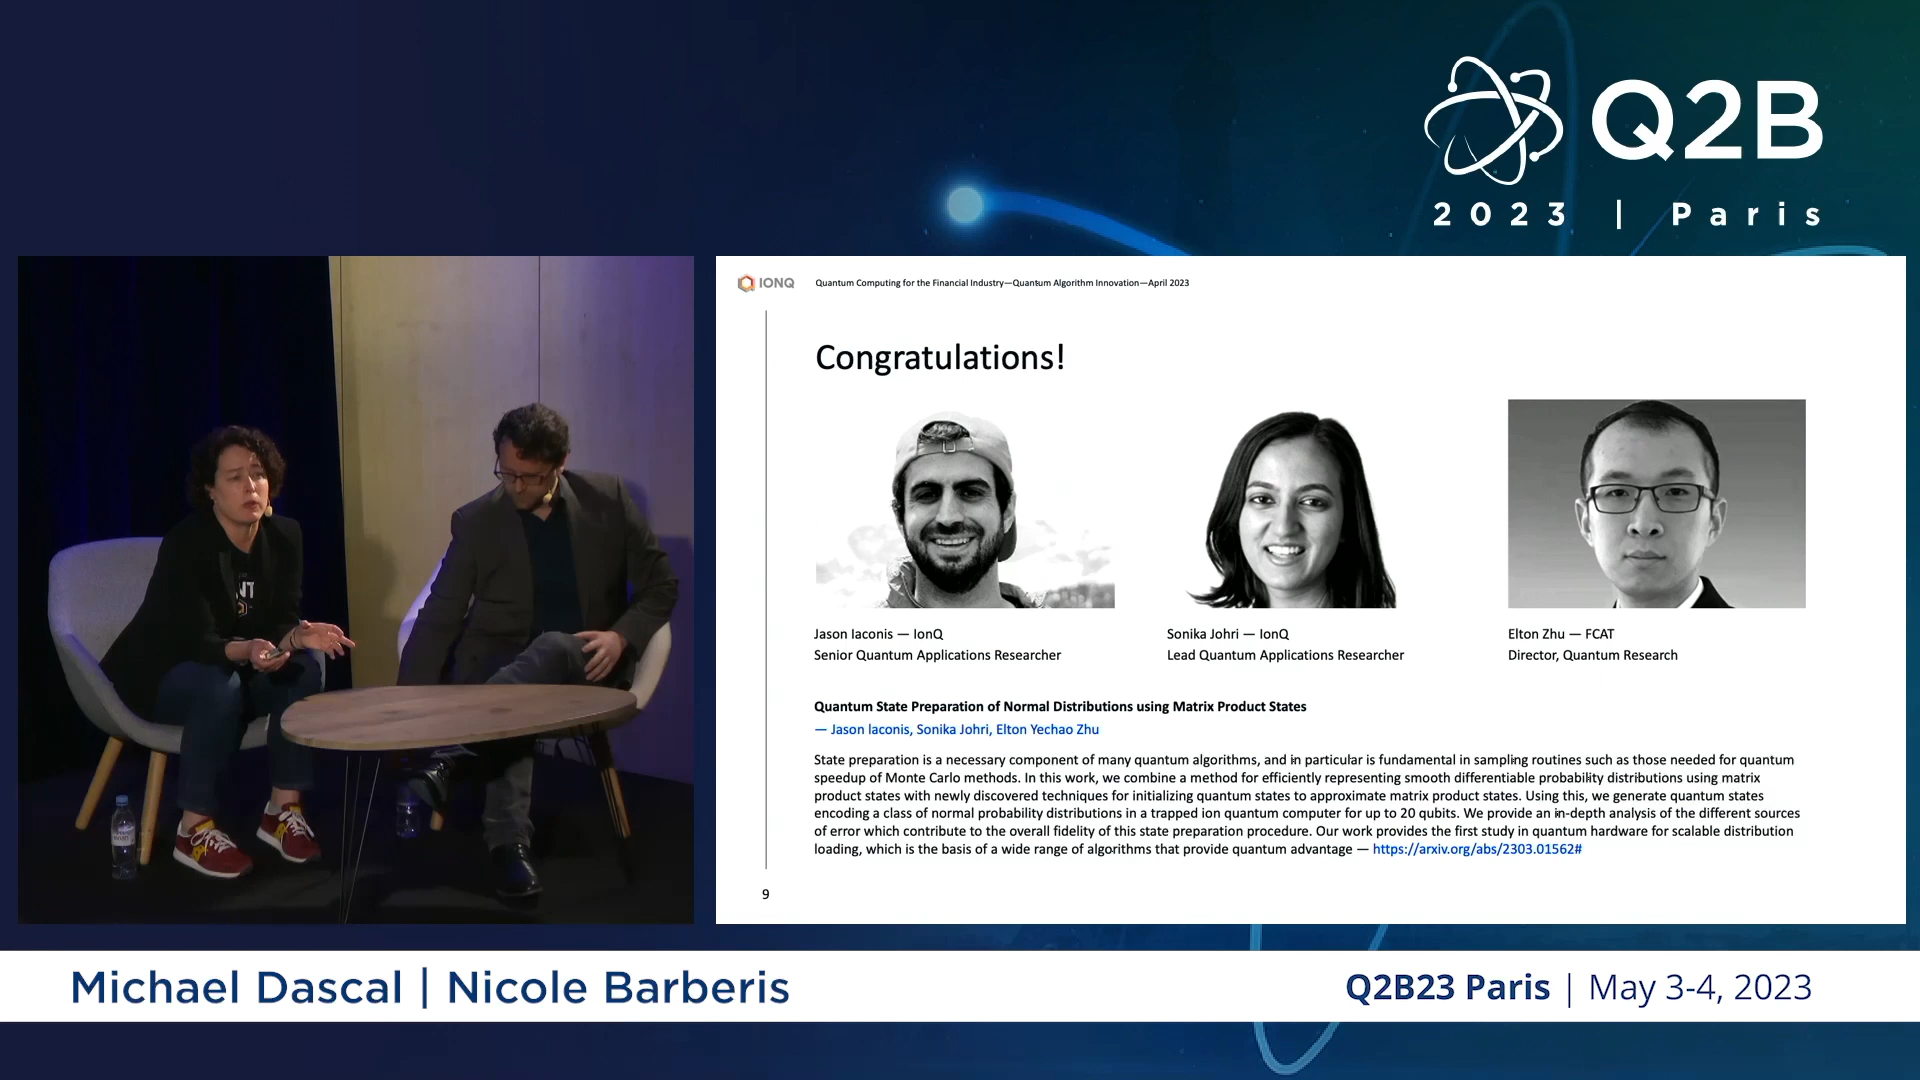 Q2B
2023 | Paris
IONQ
Quantum Computing for the Financial Industry—Quantum Algorithm Innovation—April 2023
Congratulations!
Jason Iaconis — IonQ
Senior Quantum Applications Researcher
Sonika Johri — IonQ
Lead Quantum Applications Researcher
Elton Zhu — FCAT
Director, Quantum Research
Quantum State Preparation of Normal Distributions using Matrix Product States
— Jason Iaconis, Sonika Johri, Elton Yechao Zhu
State preparation is a necessary component of many quantum algorithms, and in particular is fundamental in sampling routines such as those needed for quantum
speedup of Monte Carlo methods. In this work, we combine a method for efficiently representing smooth differentiable probability distributions using matrix
product states with newly discovered techniques for initializing quantum states to approximate matrix product states. Using this, we generate quantum states
encoding a class of normal probability distributions in a trapped ion quantum computer for up to 20 qubits. We provide an in-depth analysis of the different sources
of error which contribute to the overall fidelity of this state preparation procedure. Our work provides the first study in quantum hardware for scalable distribution
loading, which is the basis of a wide range of algorithms that provide quantum advantage — https://arxiv.org/abs/2303.01562#
9
Michael Dascal | Nicole Barberis
Q2B23 Paris | May 3-4, 2023